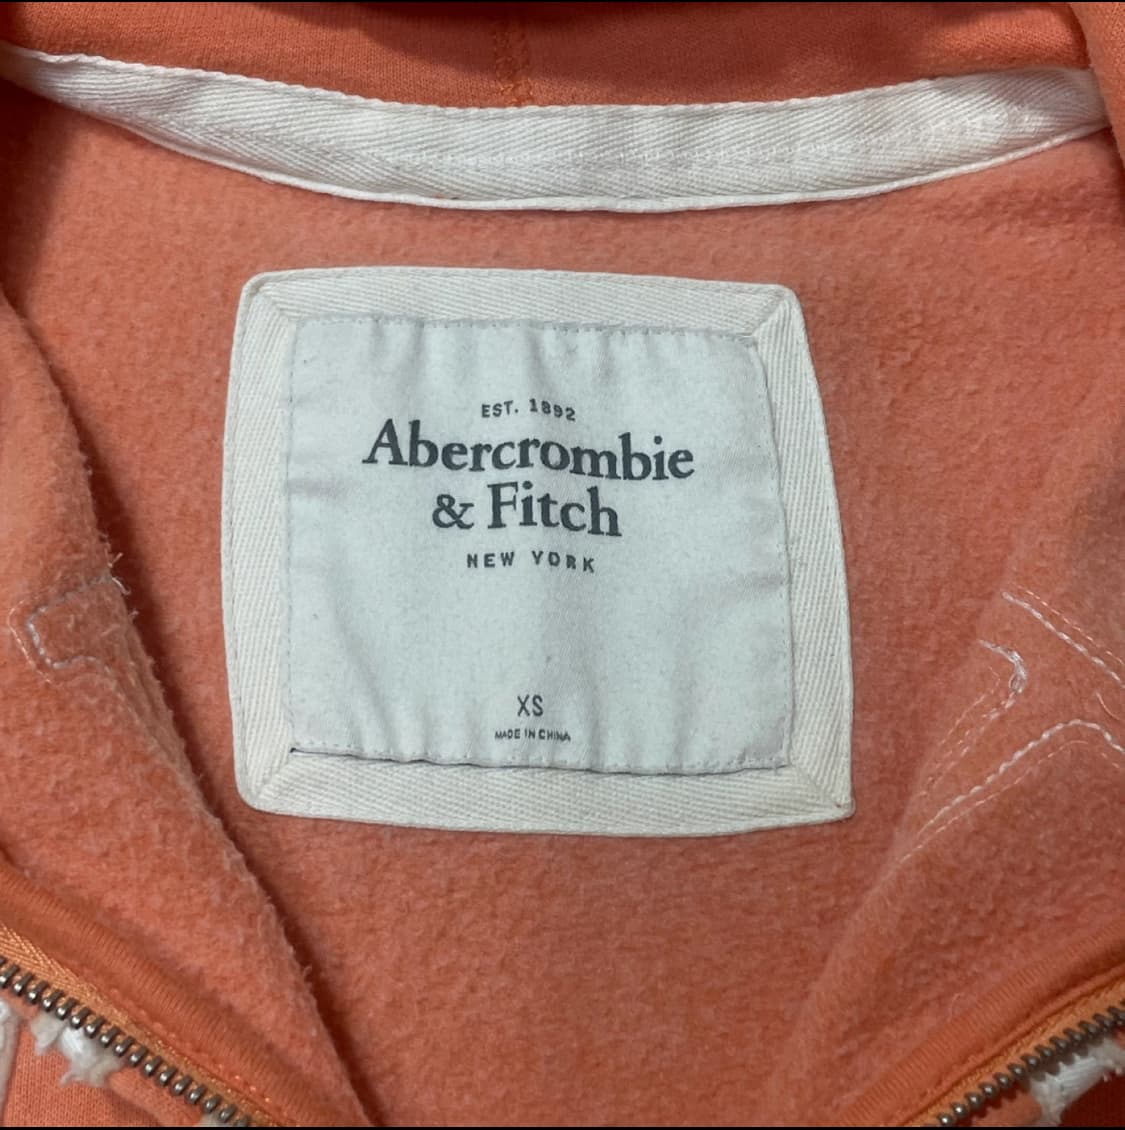 EST. 1892
Abercrombie
& Fitch
NEW YORK
XS
MADE IN CHINA